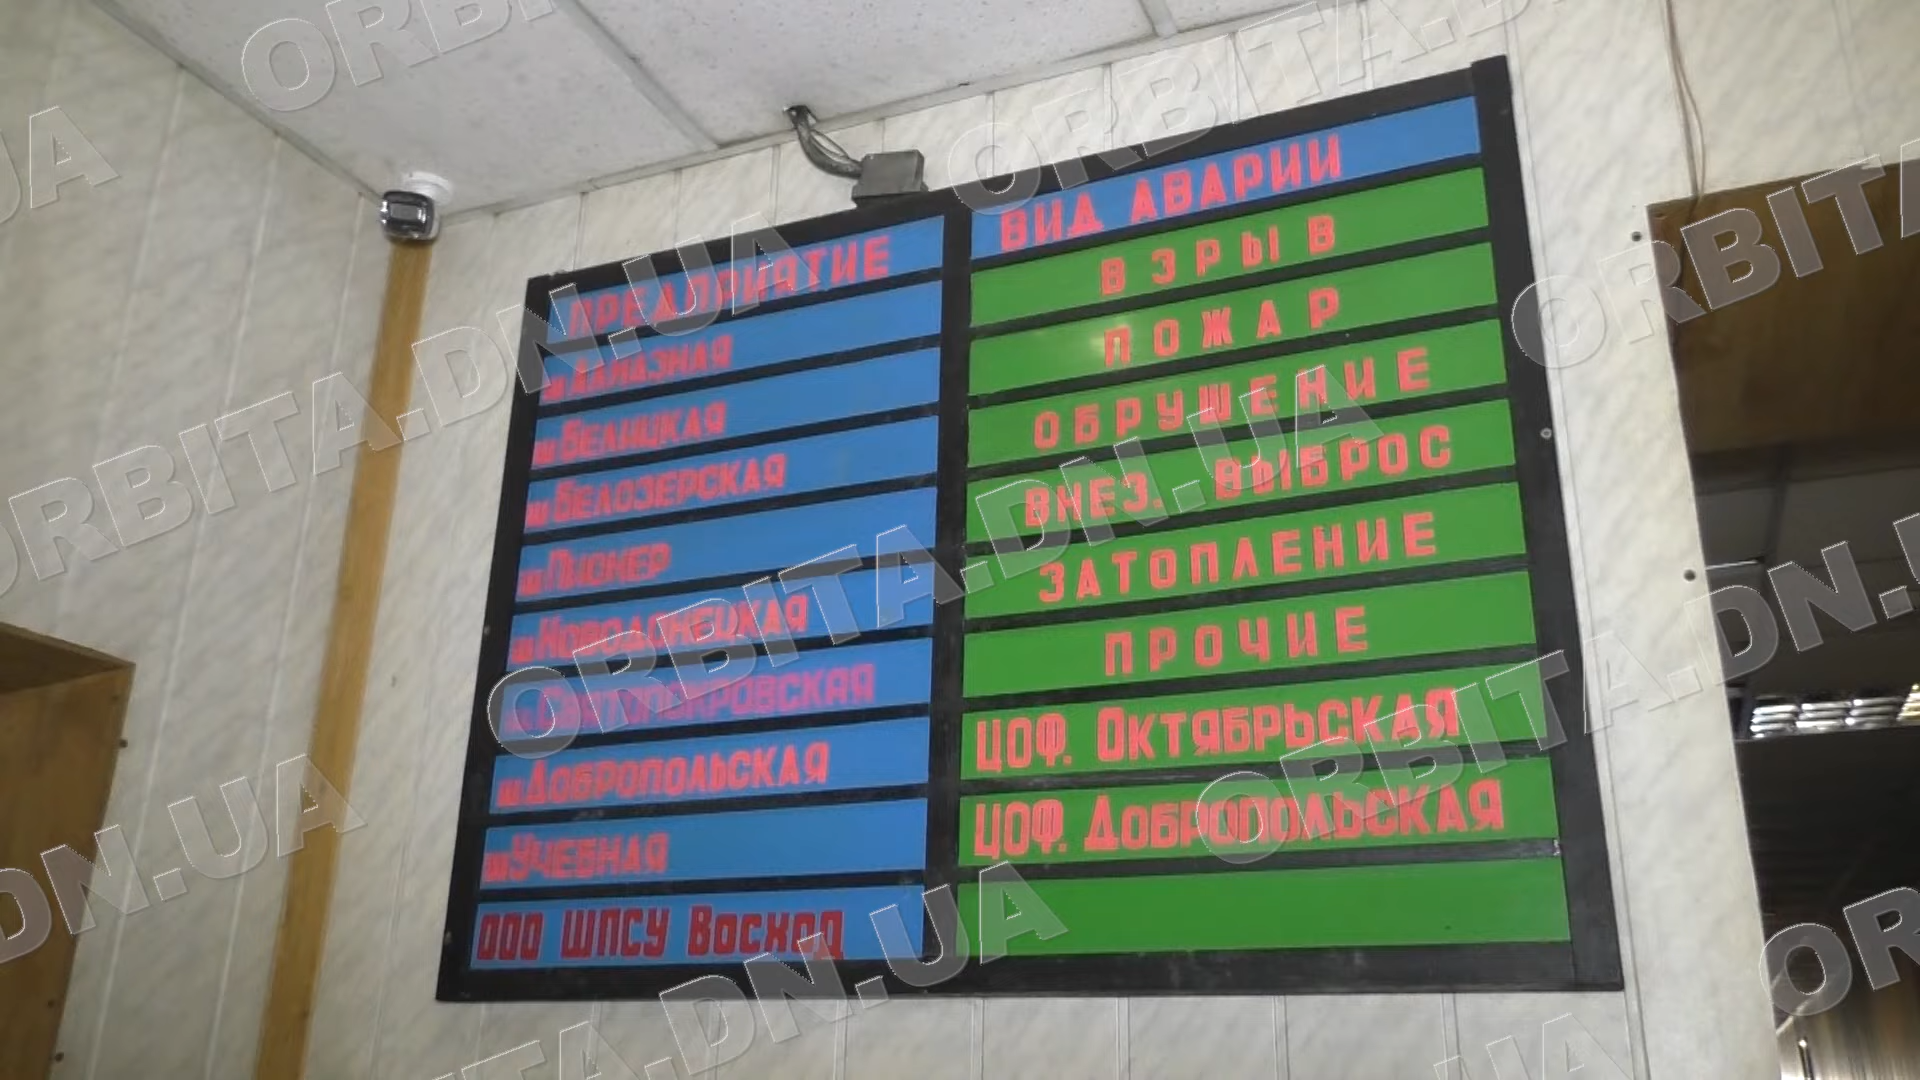 ПРЕДПРИЯТИЕ
ш.АЛМАЗНАЯ
ш.БЕЛИЦКАЯ
ш.БЕЛОЗЕРСКАЯ
ш.ПИОНЕР
ш.НОВОДОНЕЦКАЯ
ш.СВЯТОПОКРОВСКАЯ
ш.ДОБРОПОЛЬСКАЯ
ш.УЧЕБНАЯ
ООО ШПСУ Восход
ВИД АВАРИИ
ВЗРЫВ
ПОЖАР
ОБРУШЕНИЕ
ВНЕЗ. ВЫБРОС
ЗАТОПЛЕНИЕ
ПРОЧИЕ
ЦОФ. ОКТЯБРЬСКАЯ
ЦОФ. ДОБРОПОЛЬСКАЯ
ORBITA.DN.UA